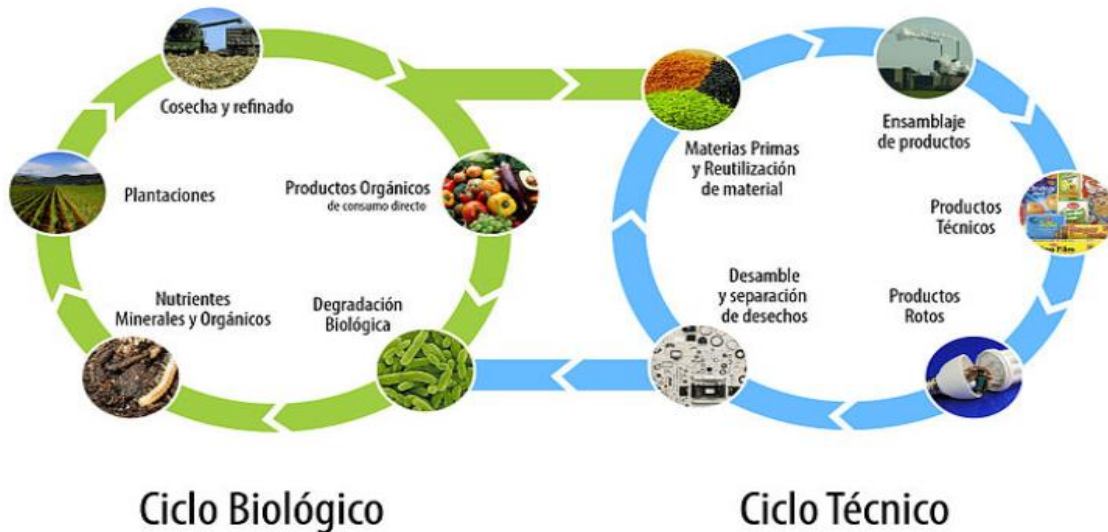 Cosecha y refinado
Plantaciones
Productos Orgánicos
de consumo directo
Nutrientes
Minerales y Orgánicos
Degradación
Biológica
Materias Primas
y Reutilización
de material
Ensamblaje
de productos
Productos
Técnicos
Desamble
y separación
de desechos
Productos
Rotos
Ciclo Biológico
Ciclo Técnico